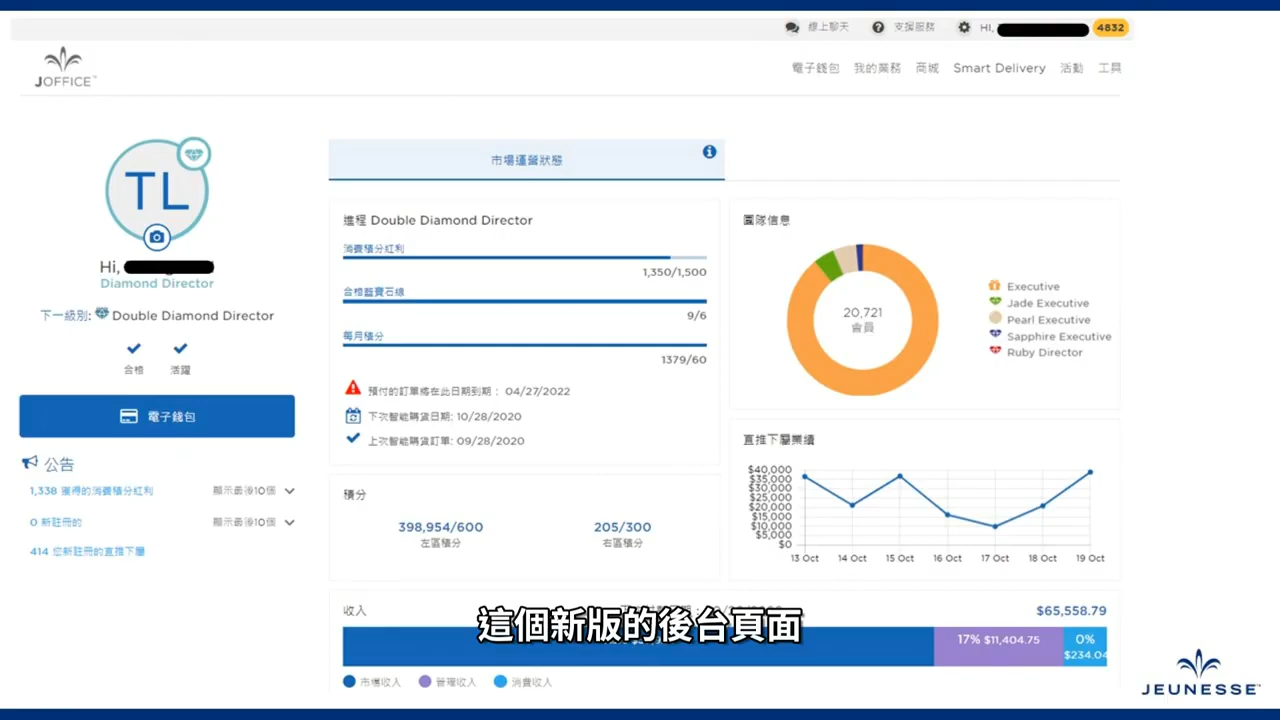 線上聊天 支援服務 HI, 4832
JOFFICE™
電子錢包 我的業務 商城 Smart Delivery 活動 工具
TL
Hi,
Diamond Director
下一級別: Double Diamond Director
合格 活躍
電子錢包
公告
1,338 獲得的消費積分紅利 顯示最後10個
0 新註冊的 顯示最後10個
414 您新註冊的直推下屬
市場運營狀態
進程 Double Diamond Director
消費積分紅利
1,350/1,500
合格藍寶石線
9/6
每月積分
1379/60
預付的訂單將在此日期到期: 04/27/2022
下次智能購貨日期: 10/28/2020
上次智能購貨訂單: 09/28/2020
積分
398,954/600
左區積分
205/300
右區積分
團隊信息
20,721
會員
Executive
Jade Executive
Pearl Executive
Sapphire Executive
Ruby Director
直推下屬業績
$40,000
$35,000
$30,000
$25,000
$20,000
$15,000
$10,000
$5,000
$0
13 Oct 14 Oct 15 Oct 16 Oct 17 Oct 18 Oct 19 Oct
收入
$65,558.79
17% $11,404.75
0%
$234.04
市場收入 管理收入 消費收入
這個新版的後台頁面
JEUNESSE™